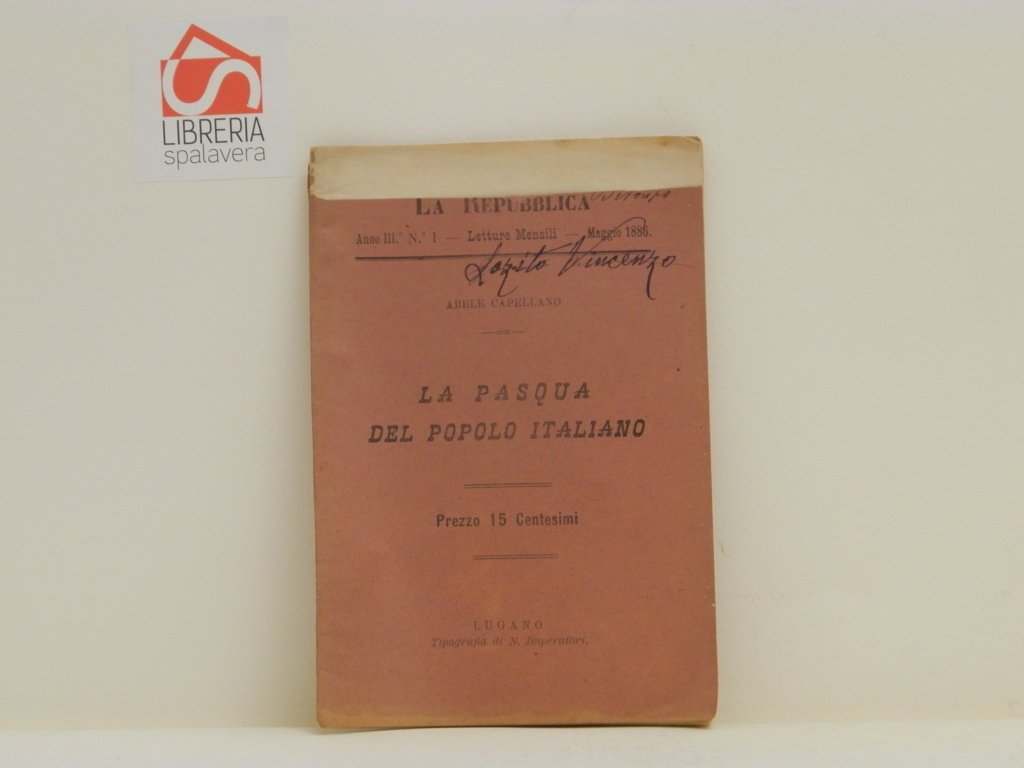 LIBRERIA
spalavera
LA REPUBBLICA
Anno III.° N.° 1 — Letture Mensili — Maggio 1886.
Lozito Vincenzo
ABELE CAPELLANO
LA PASQUA
DEL POPOLO ITALIANO
Prezzo 15 Centesimi
LUGANO
Tipografia di N. Imperatori.